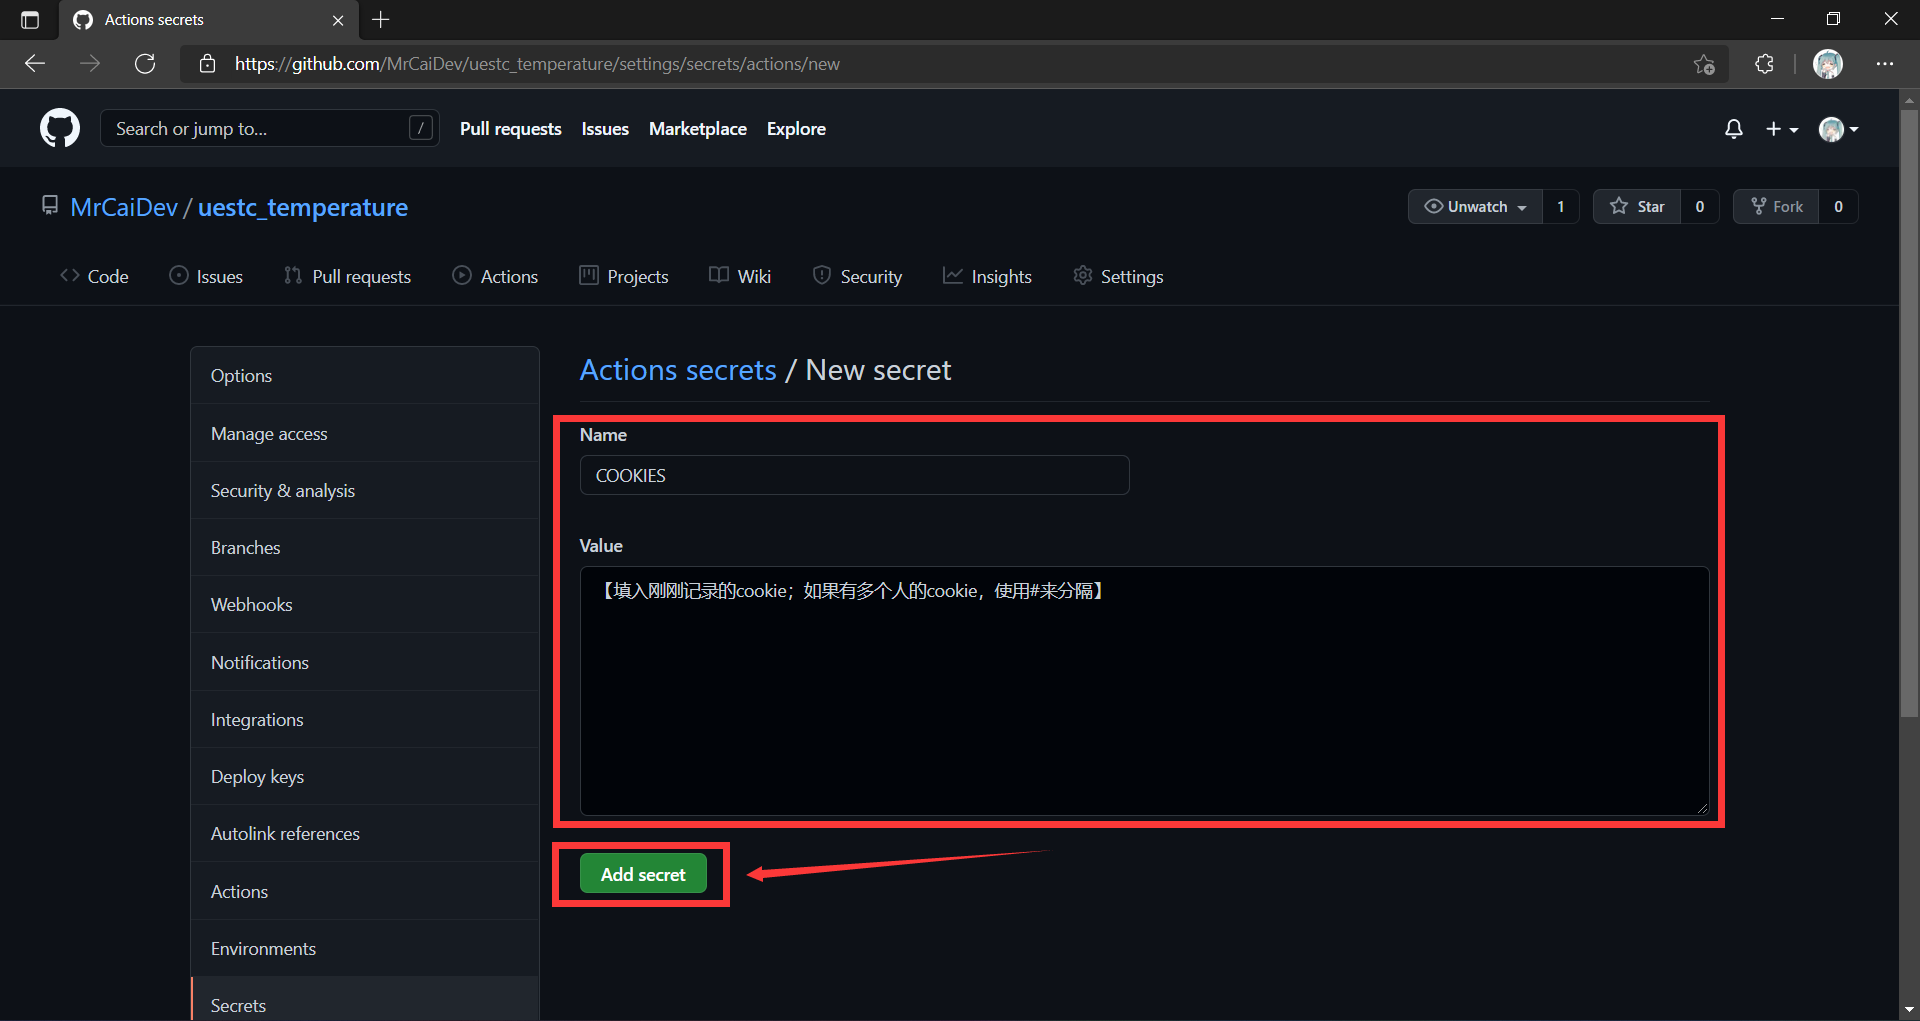 Actions secrets
https://github.com/MrCaiDev/uestc_temperature/settings/secrets/actions/new
Search or jump to... /
Pull requests Issues Marketplace Explore
MrCaiDev / uestc_temperature
Unwatch 1 Star 0 Fork 0
Code Issues Pull requests Actions Projects Wiki Security Insights Settings
Options
Manage access
Security & analysis
Branches
Webhooks
Notifications
Integrations
Deploy keys
Autolink references
Actions
Environments
Secrets
Actions secrets / New secret
Name
COOKIES
Value
【填入刚刚记录的cookie；如果有多个人的cookie，使用#来分隔】
Add secret